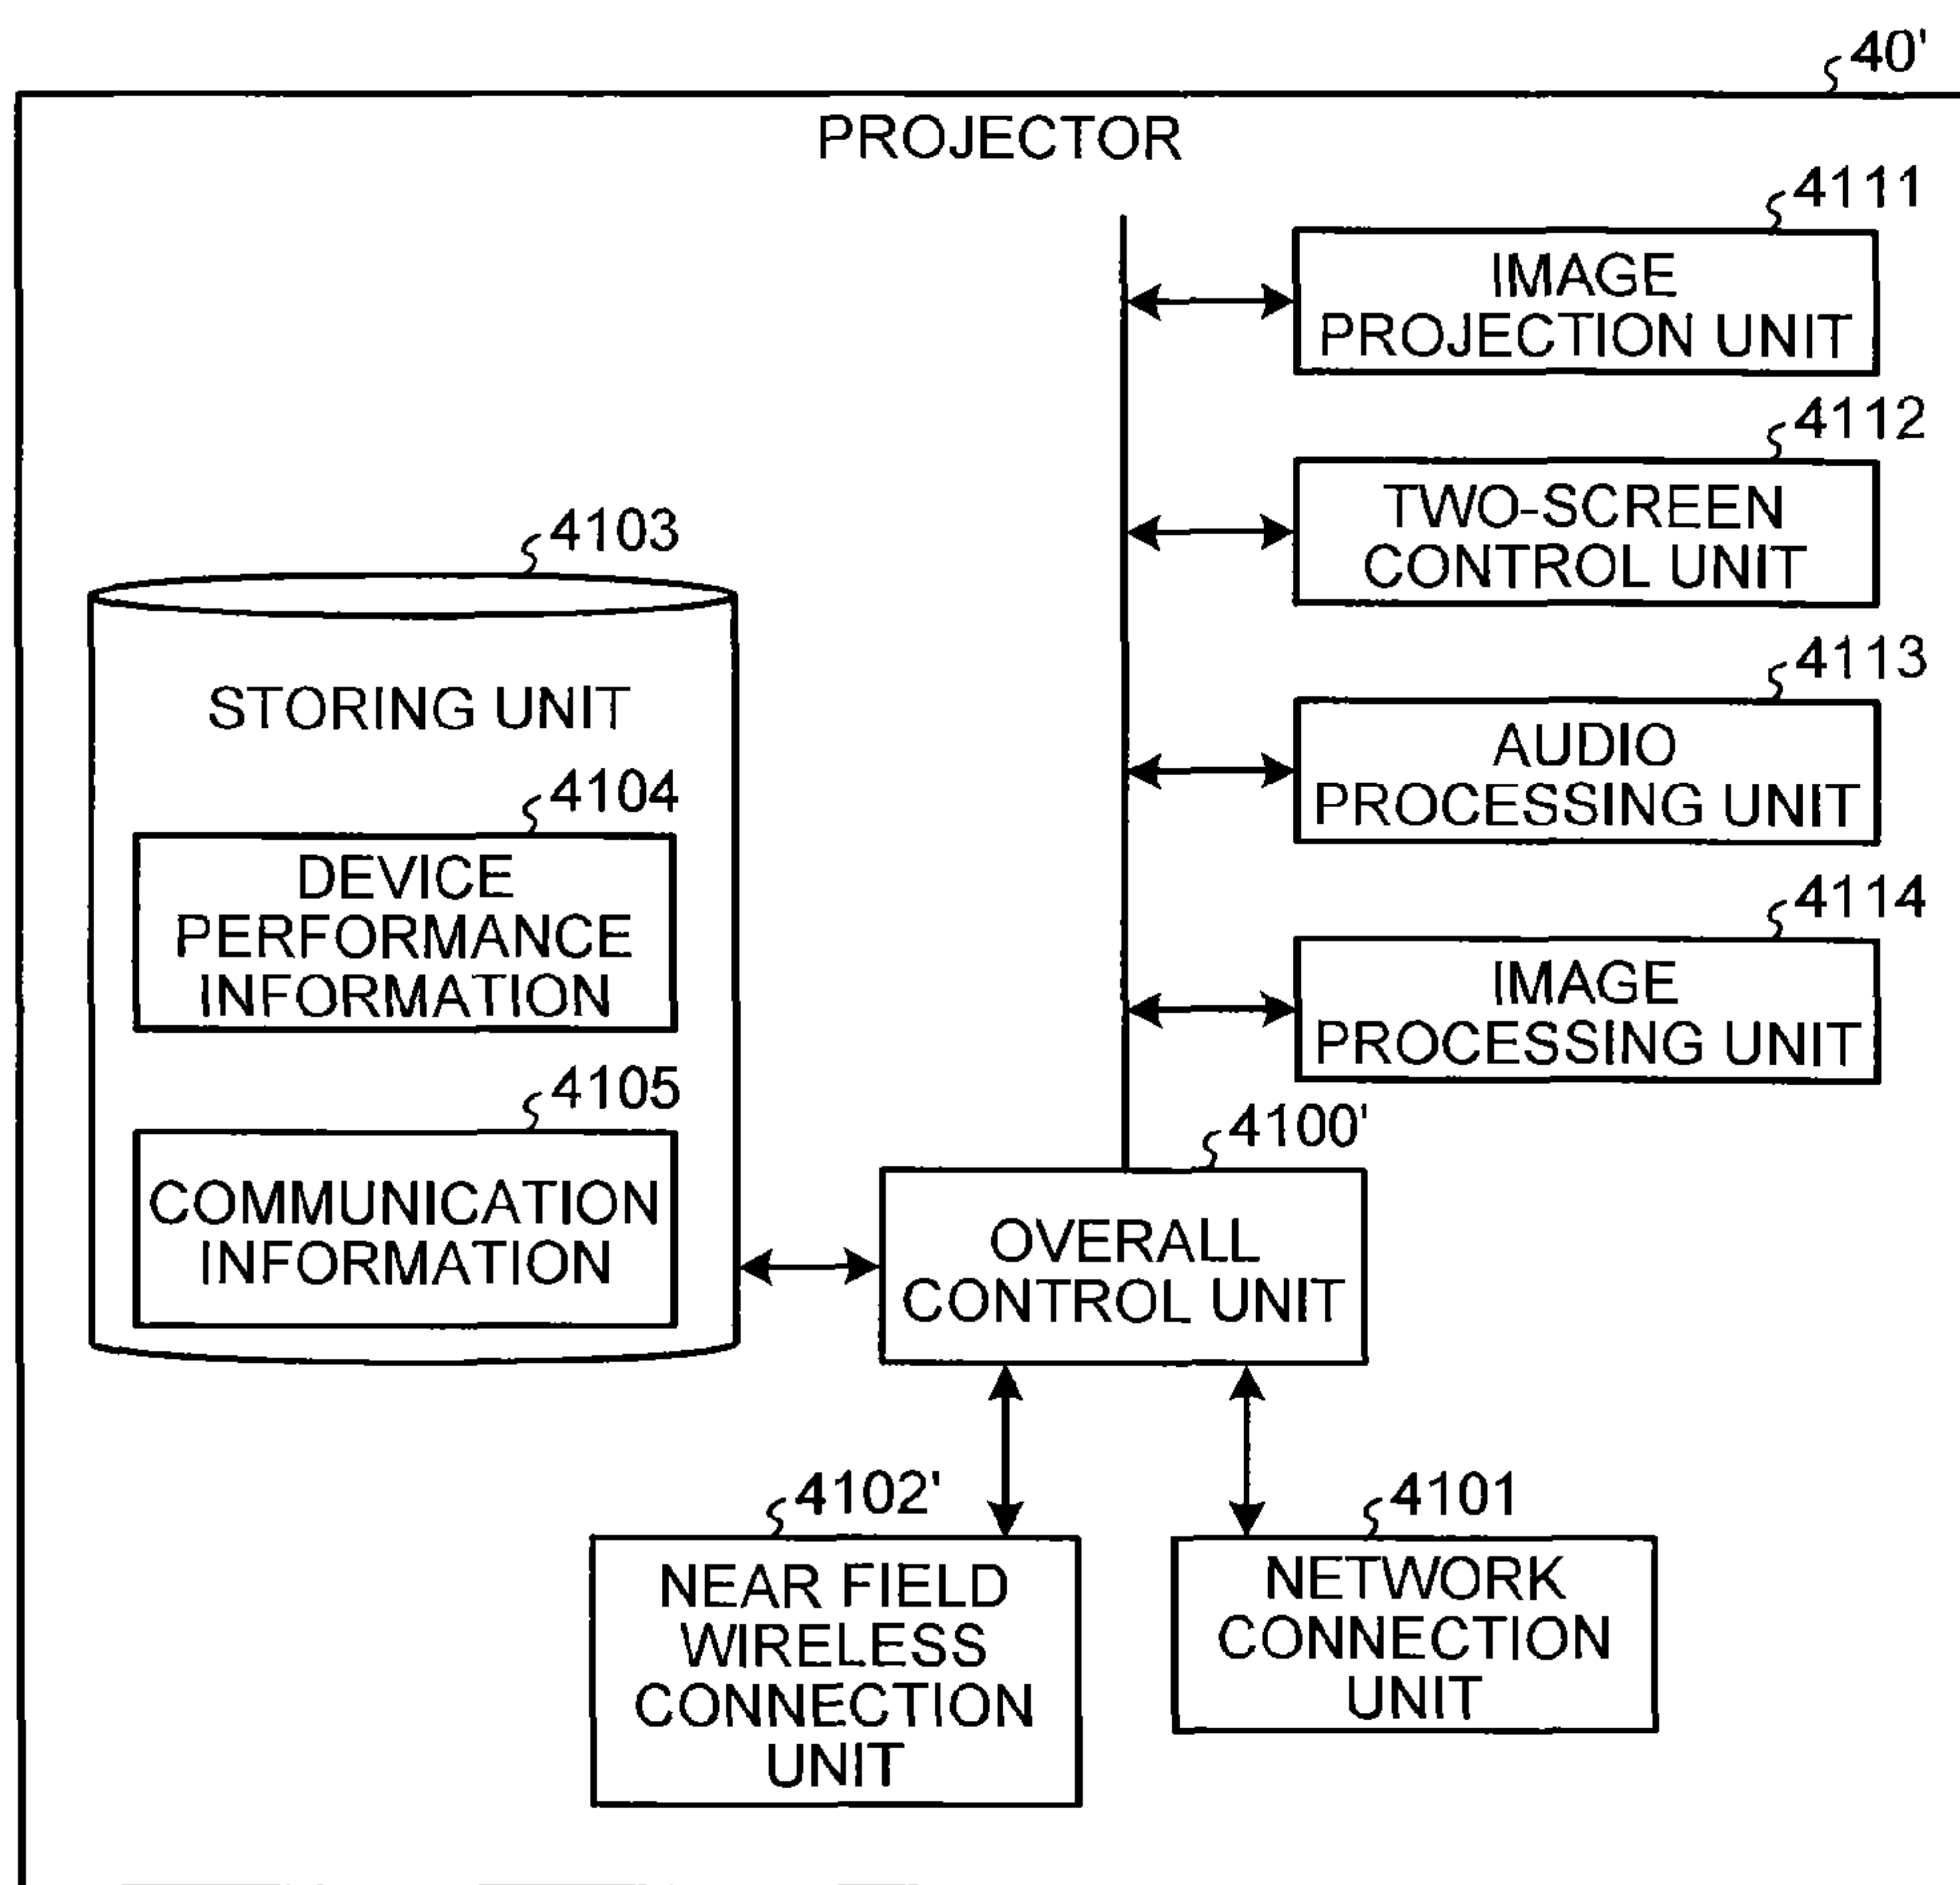 40'
PROJECTOR
4111
IMAGE
PROJECTION UNIT
4112
TWO-SCREEN
CONTROL UNIT
4103
STORING UNIT
4113
AUDIO
PROCESSING UNIT
4104
DEVICE
PERFORMANCE
INFORMATION
4114
IMAGE
PROCESSING UNIT
4105
COMMUNICATION
INFORMATION
4100'
OVERALL
CONTROL UNIT
4102'
NEAR FIELD
WIRELESS
CONNECTION
UNIT
4101
NETWORK
CONNECTION
UNIT